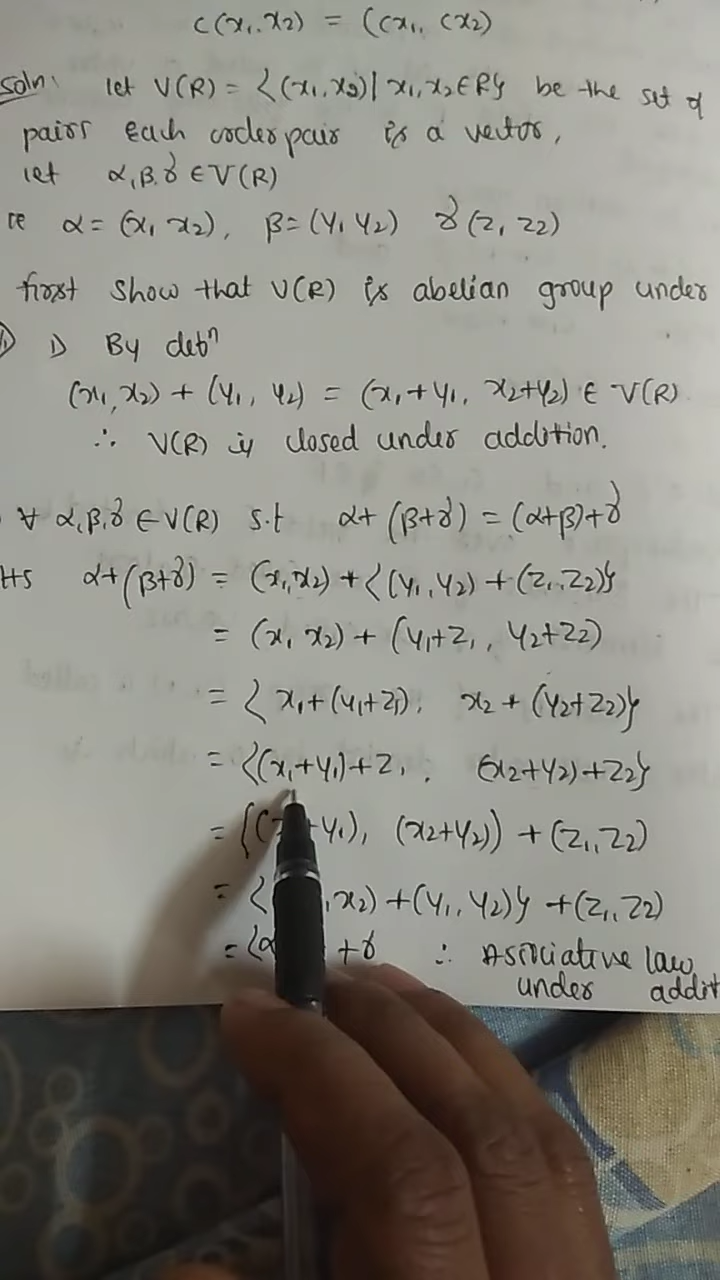 C(x1, x2) = (Cx1, Cx2)
Soln: let V(R) = {(x1, x2) | x1, x2 ∈ R} be the set of
pairs Each order pair is a vector,
let α, β, γ ∈ V(R)
ie α = (x1 x2), β = (y1 y2) γ (z1 z2)
first show that V(R) is abelian group under
1) By defn
(x1, x2) + (y1, y2) = (x1+y1, x2+y2) ∈ V(R)
∴ V(R) is closed under addition.
∀ α, β, γ ∈ V(R) s.t α + (β+γ) = (α+β)+γ
HS α+(β+γ) = (x1, x2) + {(y1, y2) + (z1, z2)}
= (x1 x2) + (y1+z1, y2+z2)
= { x1+(y1+z1), x2 + (y2+z2)}
= {(x1+y1)+z1, (x2+y2)+z2}
= {( +y1), (x2+y2)) + (z1, z2)
= { , x2) + (y1, y2)} + (z1, z2)
= {α +γ ∴ Associative law
under addit